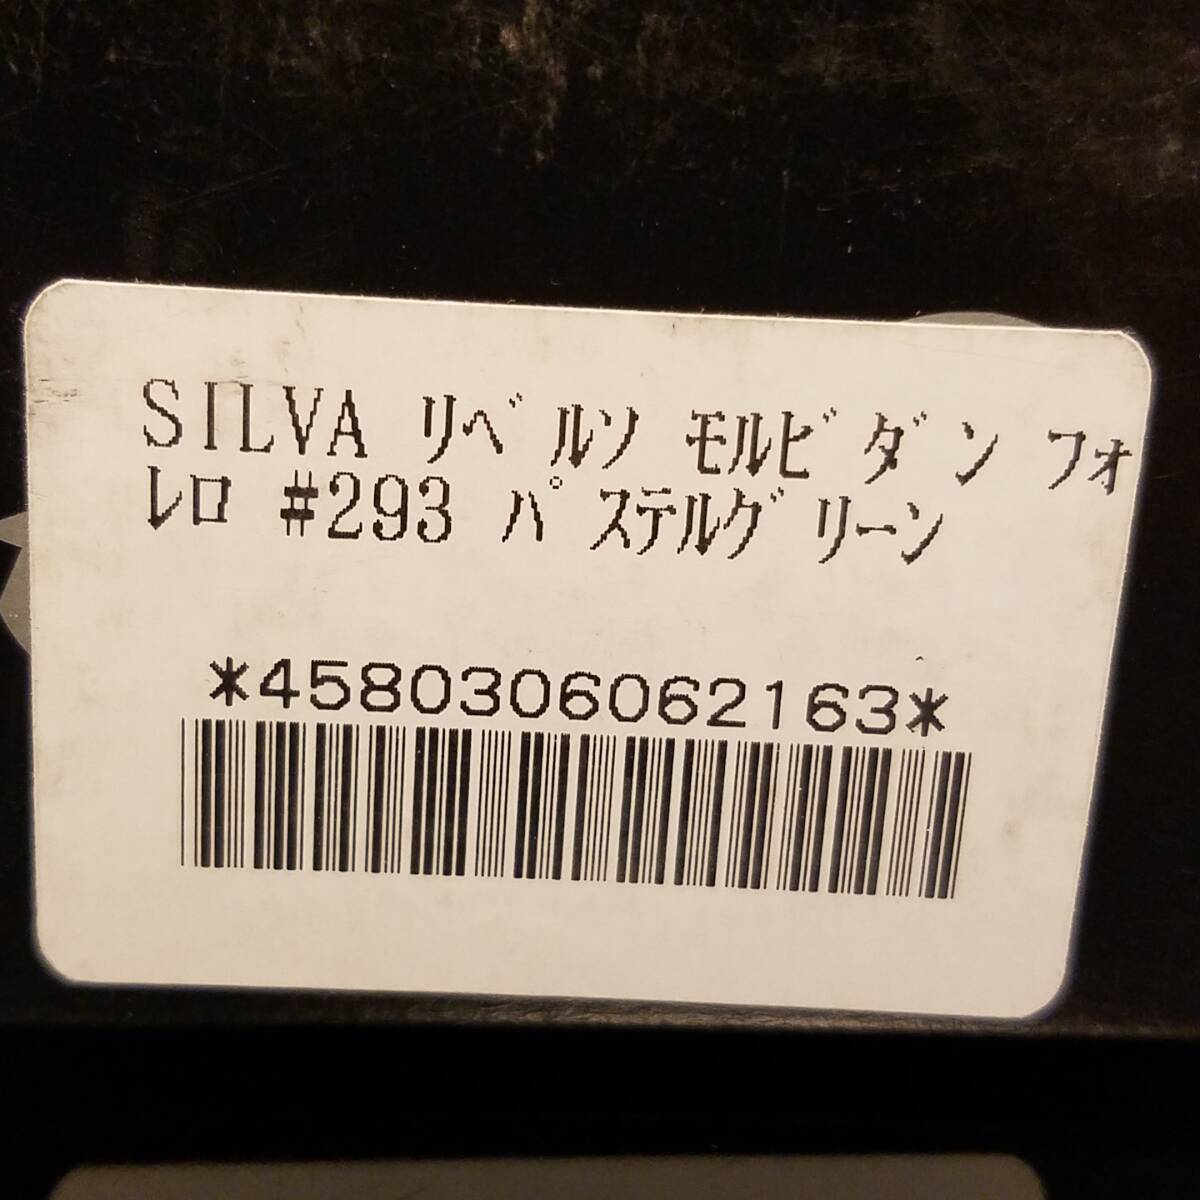 SILVA ﾘﾍﾞﾙｿ ﾓﾙﾋﾞﾀﾞﾝ ﾌｫ
ﾚﾛ #293 ﾊﾟｽﾃﾙｸﾞﾘｰﾝ
*4580306062163*